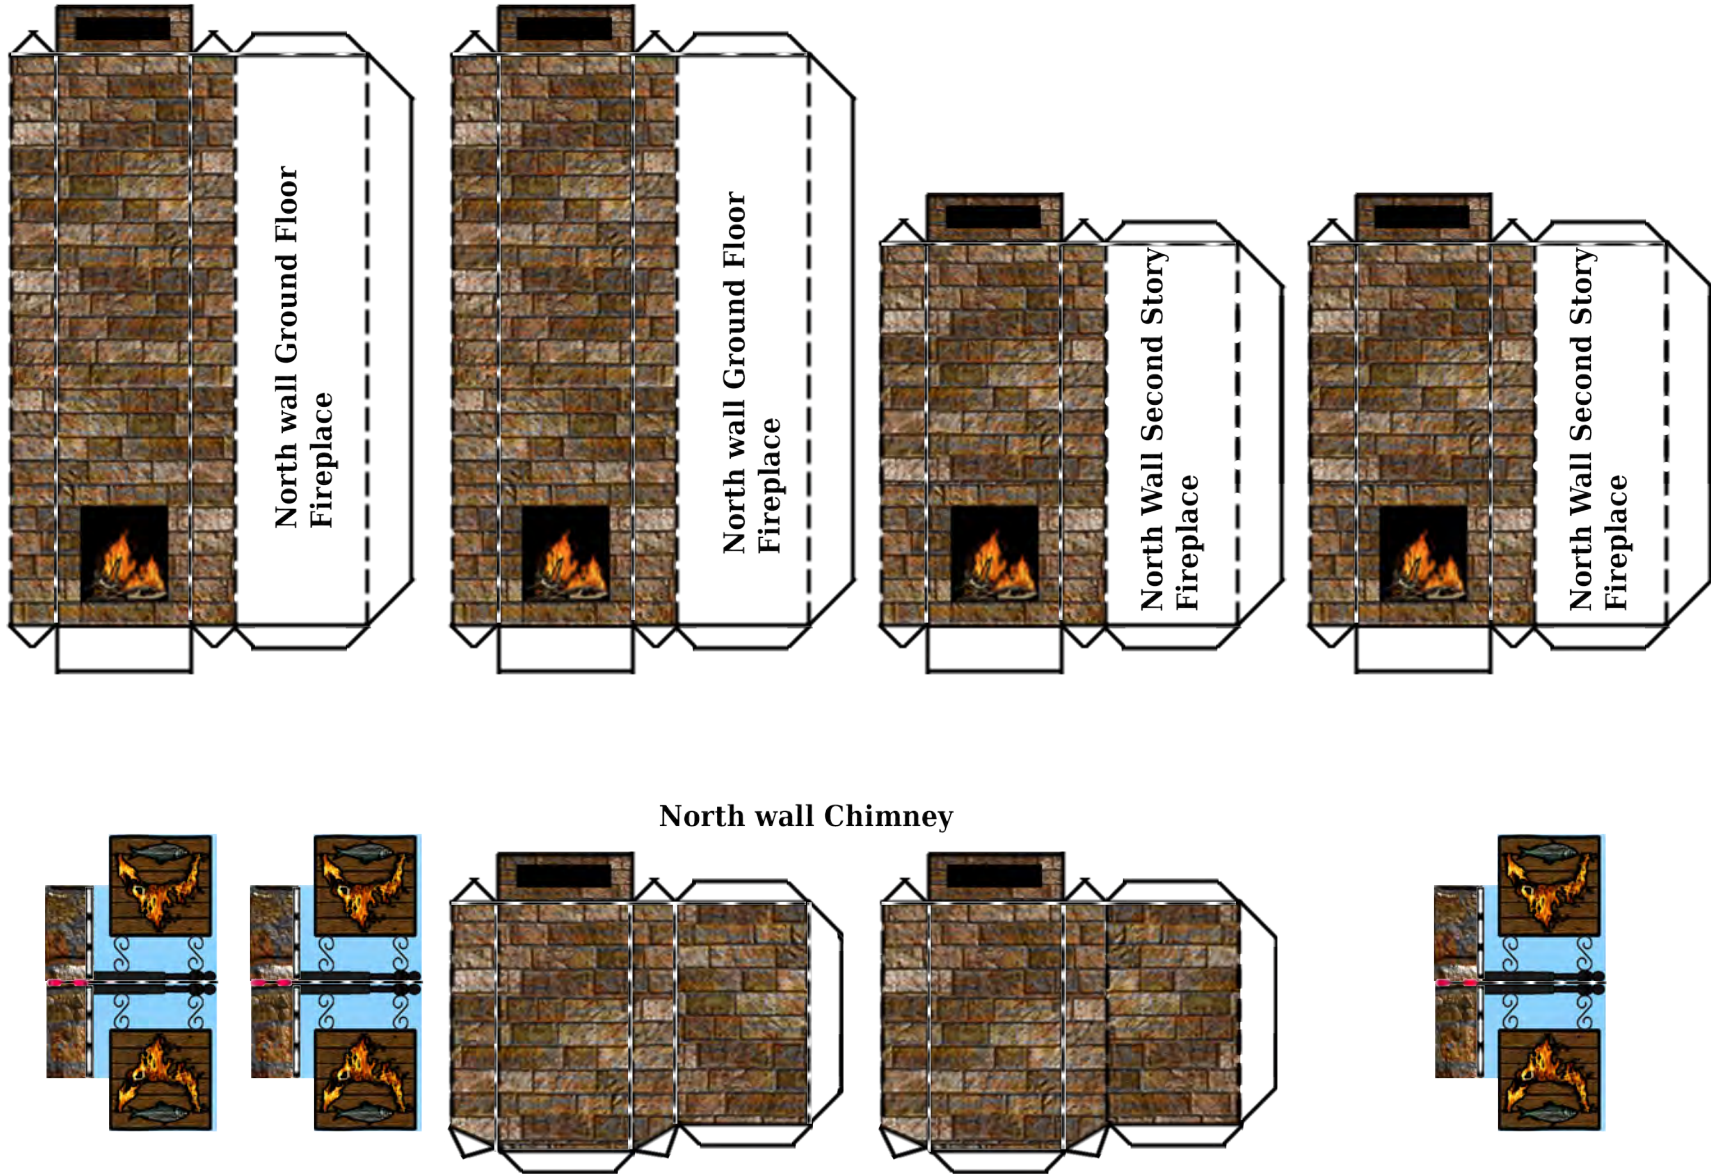 North wall Ground Floor
Fireplace
North wall Ground Floor
Fireplace
North Wall Second Story
Fireplace
North Wall Second Story
Fireplace
North wall Chimney